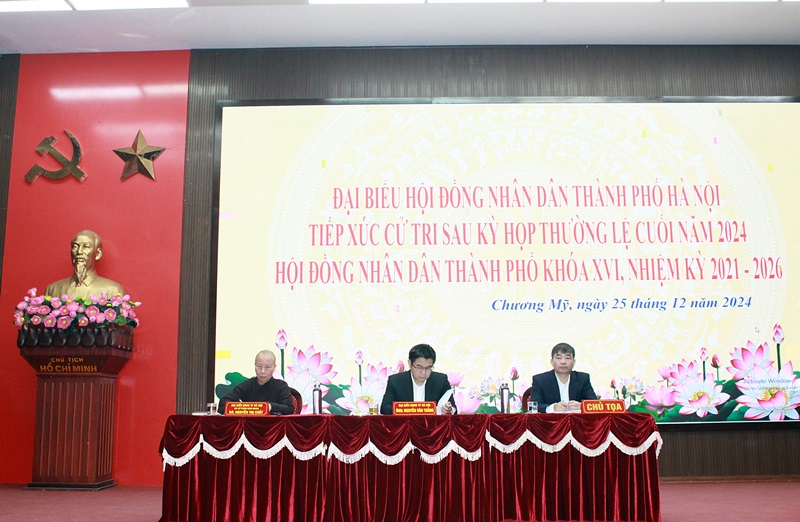 ĐẠI BIỂU HỘI ĐỒNG NHÂN DÂN THÀNH PHỐ HÀ NỘI
TIẾP XÚC CỬ TRI SAU KỲ HỌP THƯỜNG LỆ CUỐI NĂM 2024
HỘI ĐỒNG NHÂN DÂN THÀNH PHỐ KHÓA XVI, NHIỆM KỲ 2021 - 2026
Chương Mỹ, ngày 25 tháng 12 năm 2024
CHỦ TỊCH
HỒ CHÍ MINH
Activate Window
CHỦ TỌA